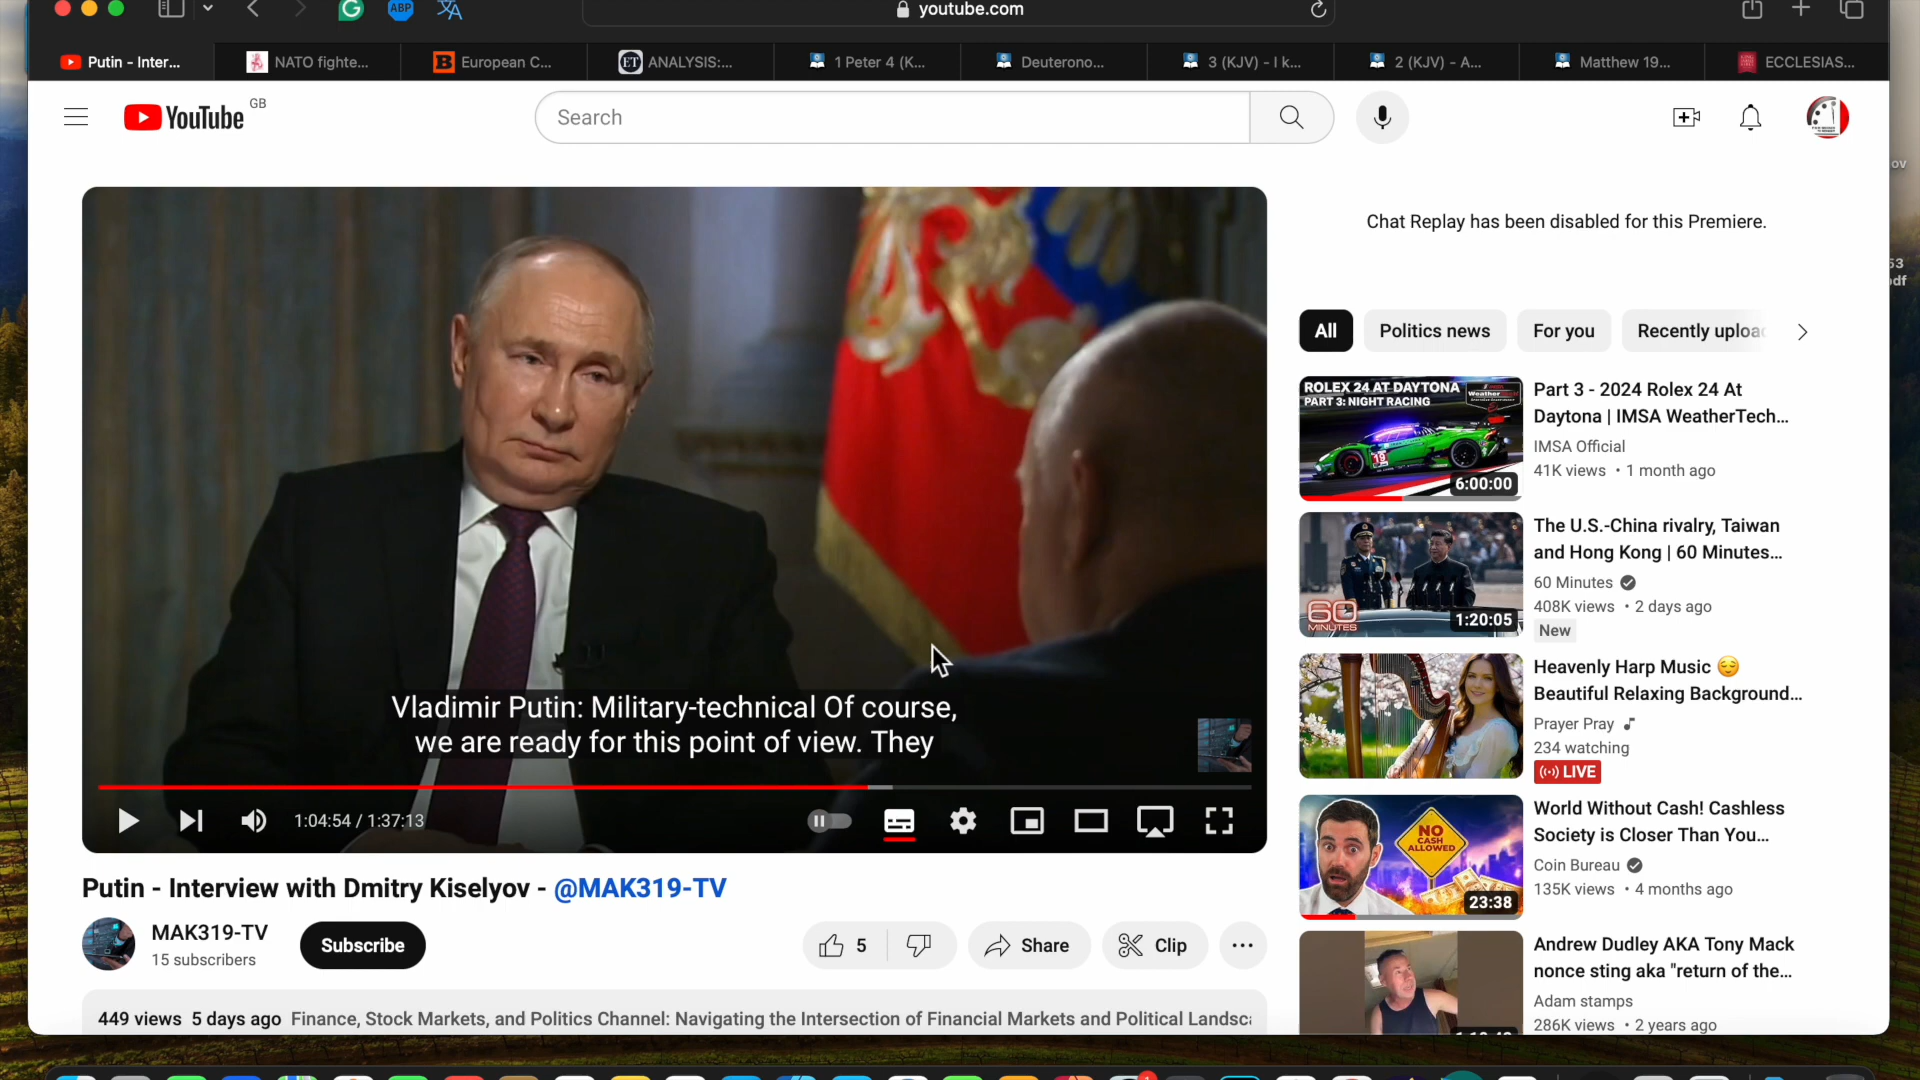 ABP
youtube.com
Putin - Inter...
NATO fighte...
European C...
ANALYSIS:...
1 Peter 4 (K...
Deuterono...
3 (KJV) - I k...
2 (KJV) - A...
Matthew 19...
ECCLESIAS...
YouTube GB
Search
ov
53
pdf
Chat Replay has been disabled for this Premiere.
All
Politics news
For you
Recently uploa
Vladimir Putin: Military-technical Of course,
we are ready for this point of view. They
1:04:54 / 1:37:13
Putin - Interview with Dmitry Kiselyov - @MAK319-TV
MAK319-TV
15 subscribers
Subscribe
5
Share
Clip
449 views 5 days ago Finance, Stock Markets, and Politics Channel: Navigating the Intersection of Financial Markets and Political Landsc
ROLEX 24 AT DAYTONA
PART 3: NIGHT RACING
WeatherTech
19
6:00:00
Part 3 - 2024 Rolex 24 At
Daytona | IMSA WeatherTech...
IMSA Official
41K views • 1 month ago
60
MINUTES
1:20:05
The U.S.-China rivalry, Taiwan
and Hong Kong | 60 Minutes...
60 Minutes
408K views • 2 days ago
New
Heavenly Harp Music 😌
Beautiful Relaxing Background...
Prayer Pray
234 watching
LIVE
NO
CASH
ALLOWED
23:38
World Without Cash! Cashless
Society is Closer Than You...
Coin Bureau
135K views • 4 months ago
Andrew Dudley AKA Tony Mack
nonce sting aka "return of the...
Adam stamps
286K views • 2 years ago